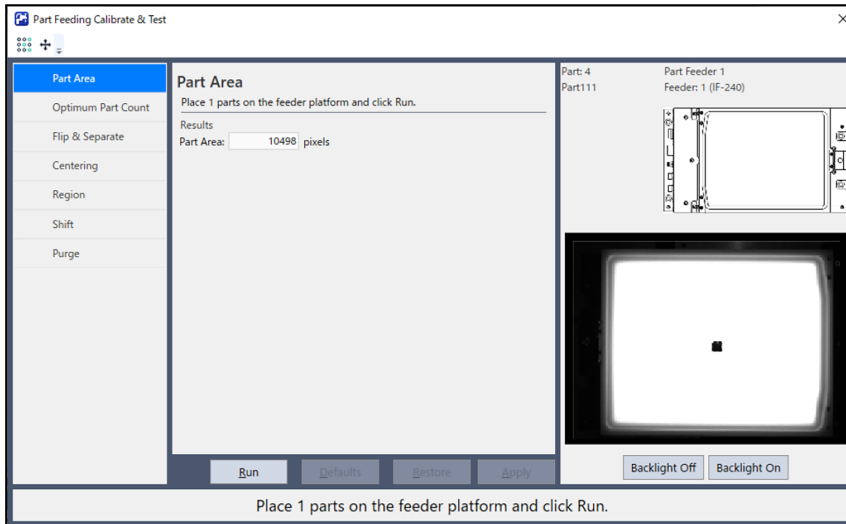 Part Feeding Calibrate & Test
Part Area
Optimum Part Count
Flip & Separate
Centering
Region
Shift
Purge
Part Area
Place 1 parts on the feeder platform and click Run.
Results
Part Area: 10498 pixels
Run Defaults Restore Apply
Part: 4 Part Feeder 1
Part111 Feeder: 1 (IF-240)
Backlight Off Backlight On
Place 1 parts on the feeder platform and click Run.